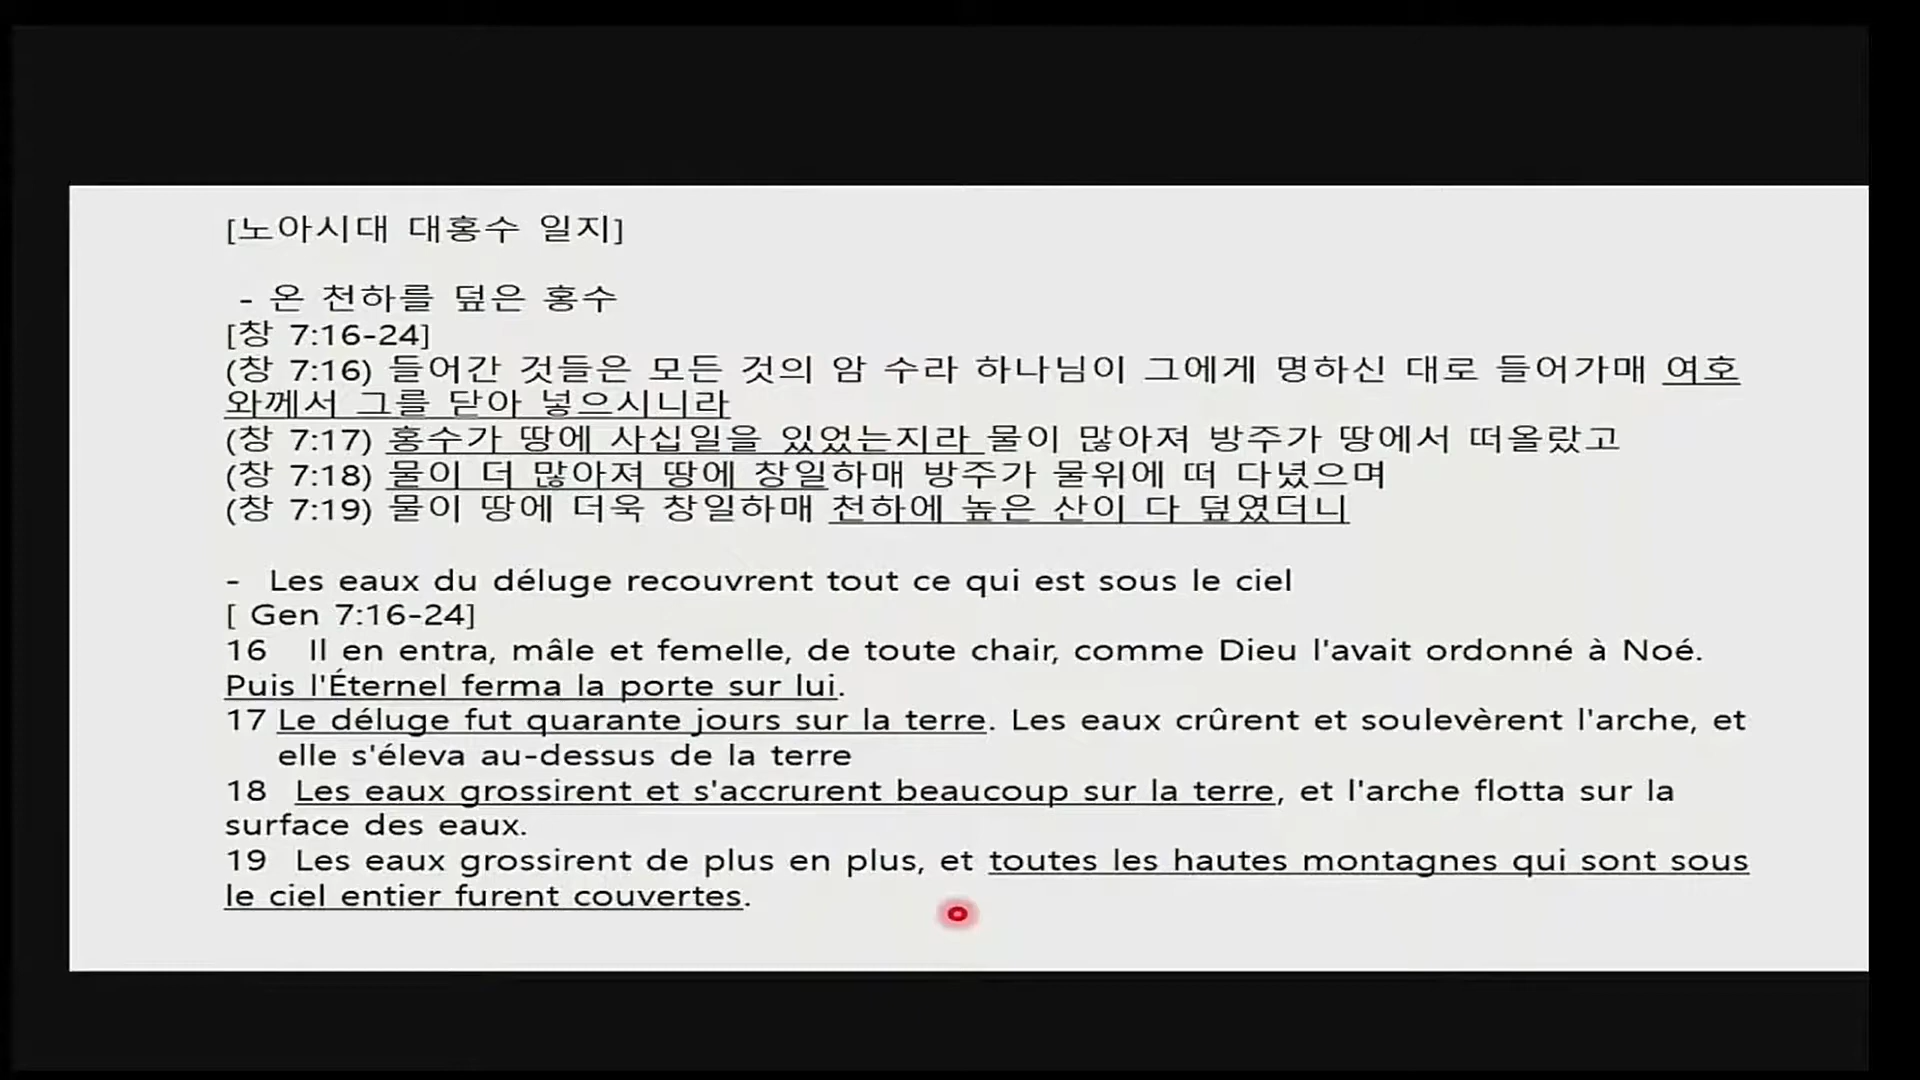 [노아시대 대홍수 일지]
- 온 천하를 덮은 홍수
[창 7:16-24]
(창 7:16) 들어간 것들은 모든 것의 암 수라 하나님이 그에게 명하신 대로 들어가매 여호
와께서 그를 닫아 넣으시니라
(창 7:17) 홍수가 땅에 사십일을 있었는지라 물이 많아져 방주가 땅에서 떠올랐고
(창 7:18) 물이 더 많아져 땅에 창일하매 방주가 물위에 떠 다녔으며
(창 7:19) 물이 땅에 더욱 창일하매 천하에 높은 산이 다 덮였더니
- Les eaux du déluge recouvrent tout ce qui est sous le ciel
[ Gen 7:16-24]
16 Il en entra, mâle et femelle, de toute chair, comme Dieu l'avait ordonné à Noé.
Puis l'Éternel ferma la porte sur lui.
17 Le déluge fut quarante jours sur la terre. Les eaux crûrent et soulevèrent l'arche, et
elle s'éleva au-dessus de la terre
18 Les eaux grossirent et s'accrurent beaucoup sur la terre, et l'arche flotta sur la
surface des eaux.
19 Les eaux grossirent de plus en plus, et toutes les hautes montagnes qui sont sous
le ciel entier furent couvertes.